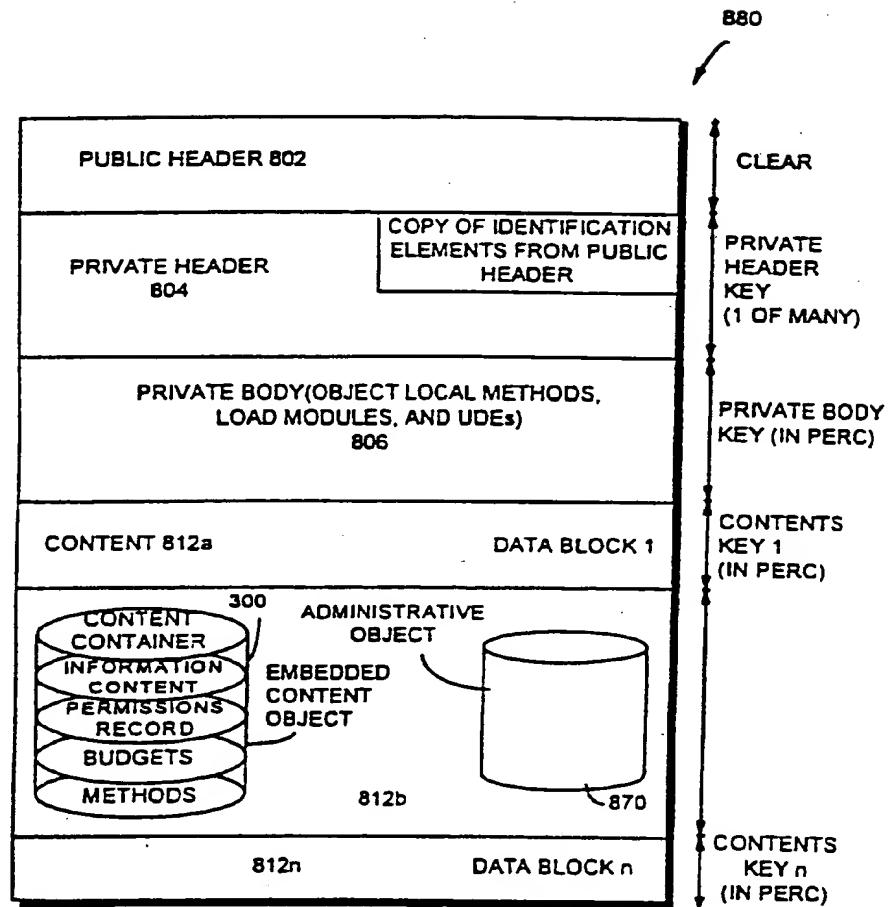 880
PUBLIC HEADER 802
CLEAR
COPY OF IDENTIFICATION
ELEMENTS FROM PUBLIC
HEADER
PRIVATE HEADER
804
PRIVATE
HEADER
KEY
(1 OF MANY)
PRIVATE BODY(OBJECT LOCAL METHODS,
LOAD MODULES, AND UDEs)
806
PRIVATE BODY
KEY (IN PERC)
CONTENT 812a
DATA BLOCK 1
CONTENTS
KEY 1
(IN PERC)
300
CONTENT
CONTAINER
INFORMATION
CONTENT
PERMISSIONS
RECORD
BUDGETS
METHODS
EMBEDDED
CONTENT
OBJECT
ADMINISTRATIVE
OBJECT
812b
870
812n
DATA BLOCK n
CONTENTS
KEY n
(IN PERC)